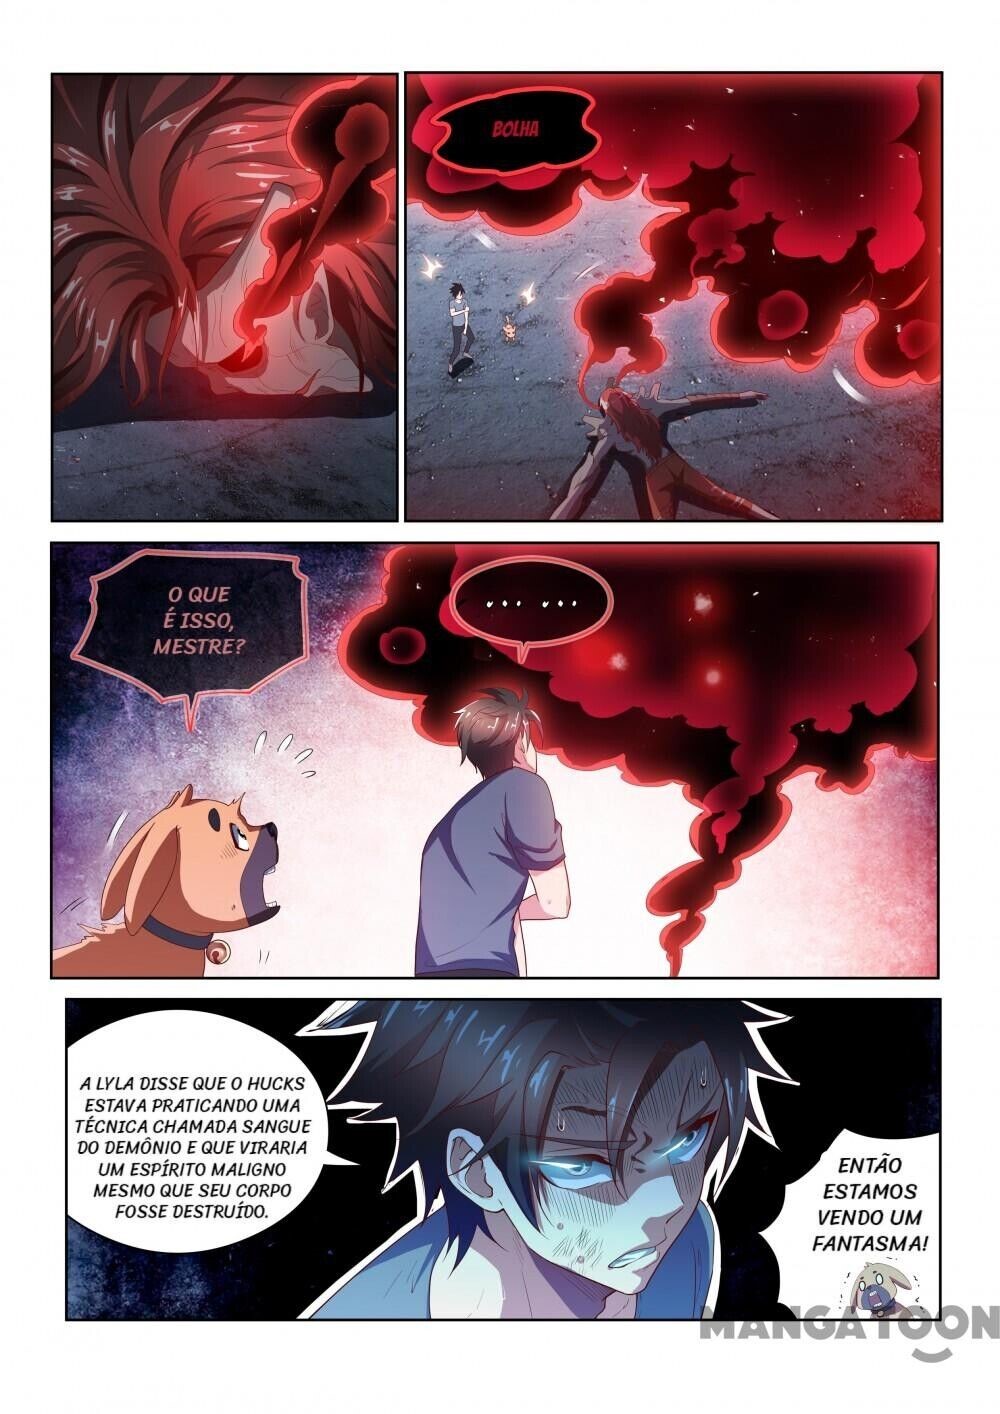 BOLHA
O QUE
É ISSO,
MESTRE?
... ...
A LYLA DISSE QUE O HUCKS
ESTAVA PRATICANDO UMA
TÉCNICA CHAMADA SANGUE
DO DEMÔNIO E QUE VIRARIA
UM ESPÍRITO MALIGNO
MESMO QUE SEU CORPO
FOSSE DESTRUÍDO.
ENTÃO
ESTAMOS
VENDO UM
FANTASMA!
MANGATOON